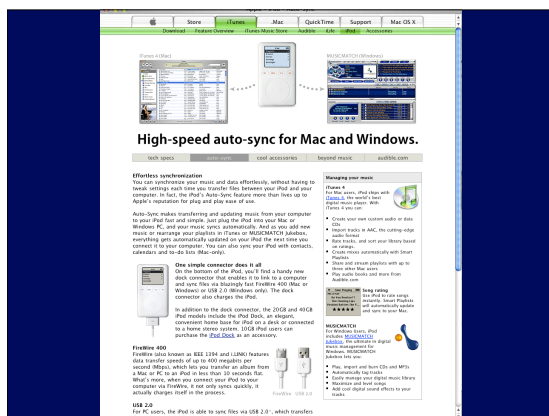 Store iTunes .Mac QuickTime Support Mac OS X
Download Feature Overview iTunes Music Store Audible iLife iPod Accessories
iTunes 4 (Mac)
MUSICMATCH (Windows)
High-speed auto-sync for Mac and Windows.
tech specs auto-sync cool accessories beyond music audible.com
Effortless synchronization
You can synchronize your music and data effortlessly, without having to
tweak settings each time you transfer files between your iPod and your
computer. In fact, the iPod's Auto-Sync feature more than lives up to
Apple's reputation for plug and play ease of use.
Auto-Sync makes transferring and updating music from your computer
to your iPod fast and simple. Just plug the iPod into your Mac or
Windows PC, and your music syncs automatically. And as you add new
music or rearrange your playlists in iTunes or MUSICMATCH Jukebox,
everything gets automatically updated on your iPod the next time you
connect it to your computer. You can also sync your iPod with contacts,
calendars and to-do lists (Mac-only).
One simple connector does it all
On the bottom of the iPod, you'll find a handy new
dock connector that enables it to link to a computer
and sync files via blazingly fast FireWire 400 (Mac or
Windows) or USB 2.0 (Windows only). The dock
connector also charges the iPod.
In addition to the dock connector, the 20GB and 40GB
iPod models include the iPod Dock, an elegant,
convenient home base for iPod on a desk or connected
to a home stereo system. 10GB iPod users can
purchase the iPod Dock as an accessory.
FireWire 400
FireWire (also known as IEEE 1394 and i.LINK) features
data transfer speeds of up to 400 megabits per
second (Mbps), which lets you transfer an album from
a Mac or PC to an iPod in less than 10 seconds flat.
What's more, when you connect your iPod to your
computer via FireWire, it not only syncs quickly, it
actually charges itself in the process.
FireWire USB 2.0
USB 2.0
For PC users, the iPod is able to sync files via USB 2.0, which transfers
Managing your music
iTunes 4
For Mac users, iPod ships with
iTunes 4, the world's best
digital music player. With
iTunes 4 you can:
Create your own custom audio or data
CDs
Import tracks in AAC, the cutting-edge
audio format
Rate tracks, and sort your library based
on ratings.
Create mixes automatically with Smart
Playlists
Share and stream playlists with up to
three other Mac users
Play audio books and more from
Audible.com
Song rating
Use iPod to rate songs
instantly. Smart Playlists
will automatically update
and sync to your Mac.
MUSICMATCH
For Windows users, iPod
includes MUSICMATCH
Jukebox, the ultimate in digital
music management for
Windows. MUSICMATCH
Jukebox lets you:
Play, import and burn CDs and MP3s
Automatically tag tracks
Easily manage your digital music library
Maximize and level songs
Add cool digital sound effects to your
tracks